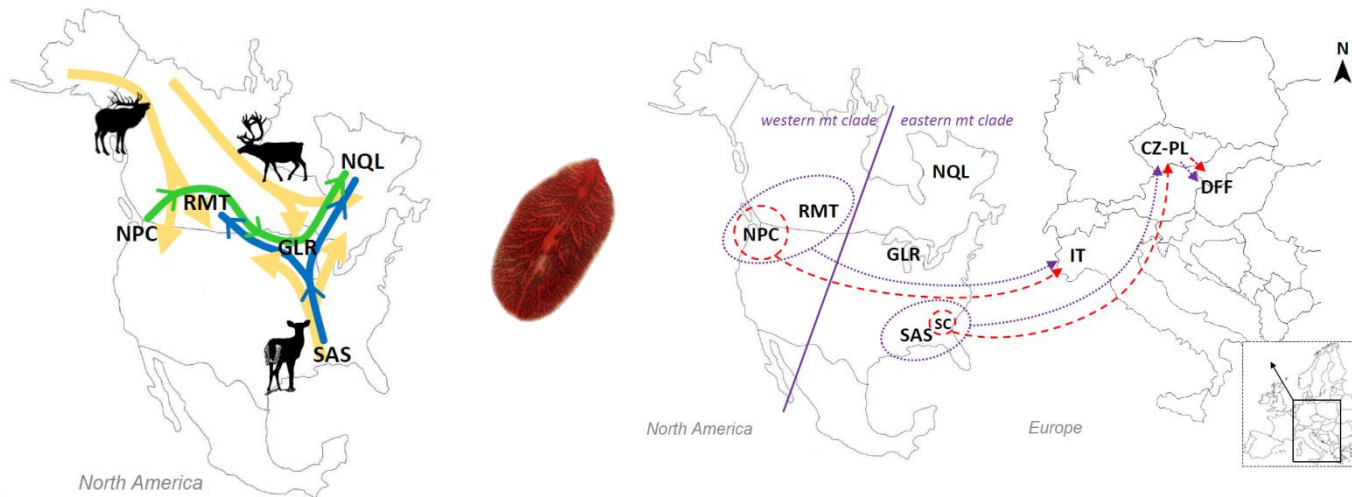 NQL
RMT
NPC
GLR
SAS
North America
western mt clade
eastern mt clade
NQL
RMT
NPC
GLR
SC
SAS
North America
N
CZ-PL
DFF
IT
Europe